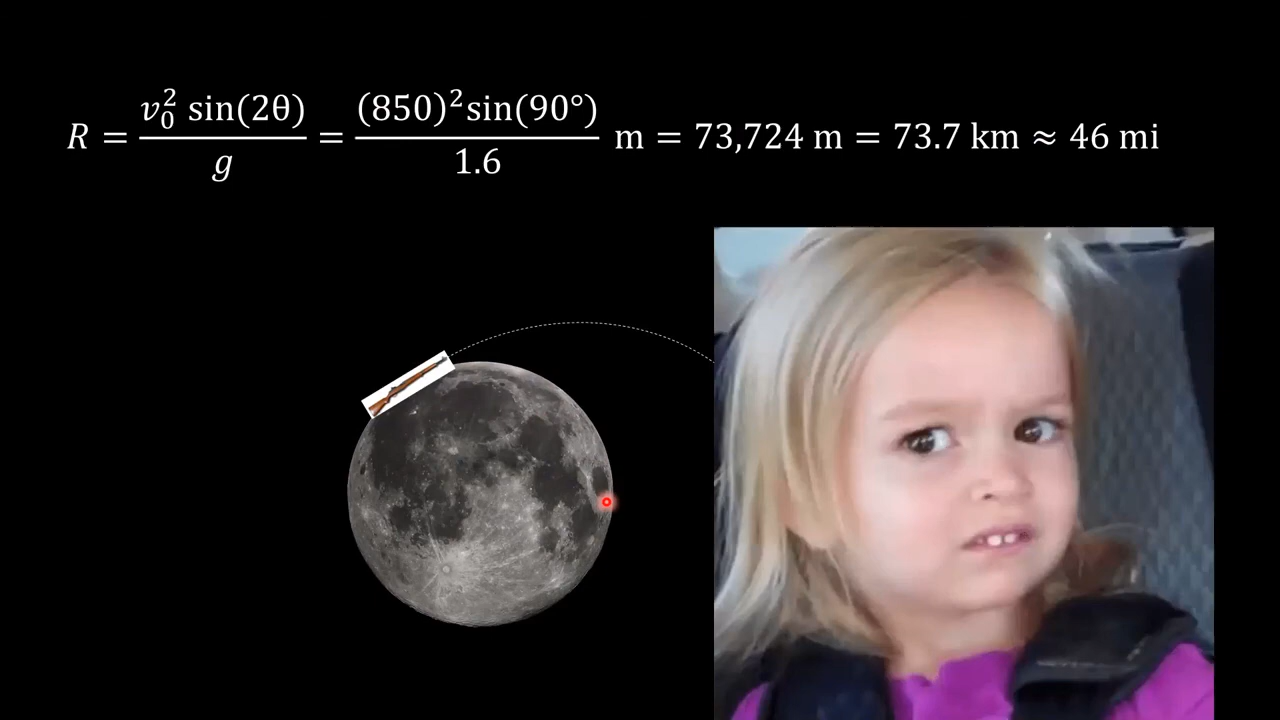 R = v₀² sin(2θ) / g = (850)² sin(90°) / 1.6 m = 73,724 m = 73.7 km ≈ 46 mi